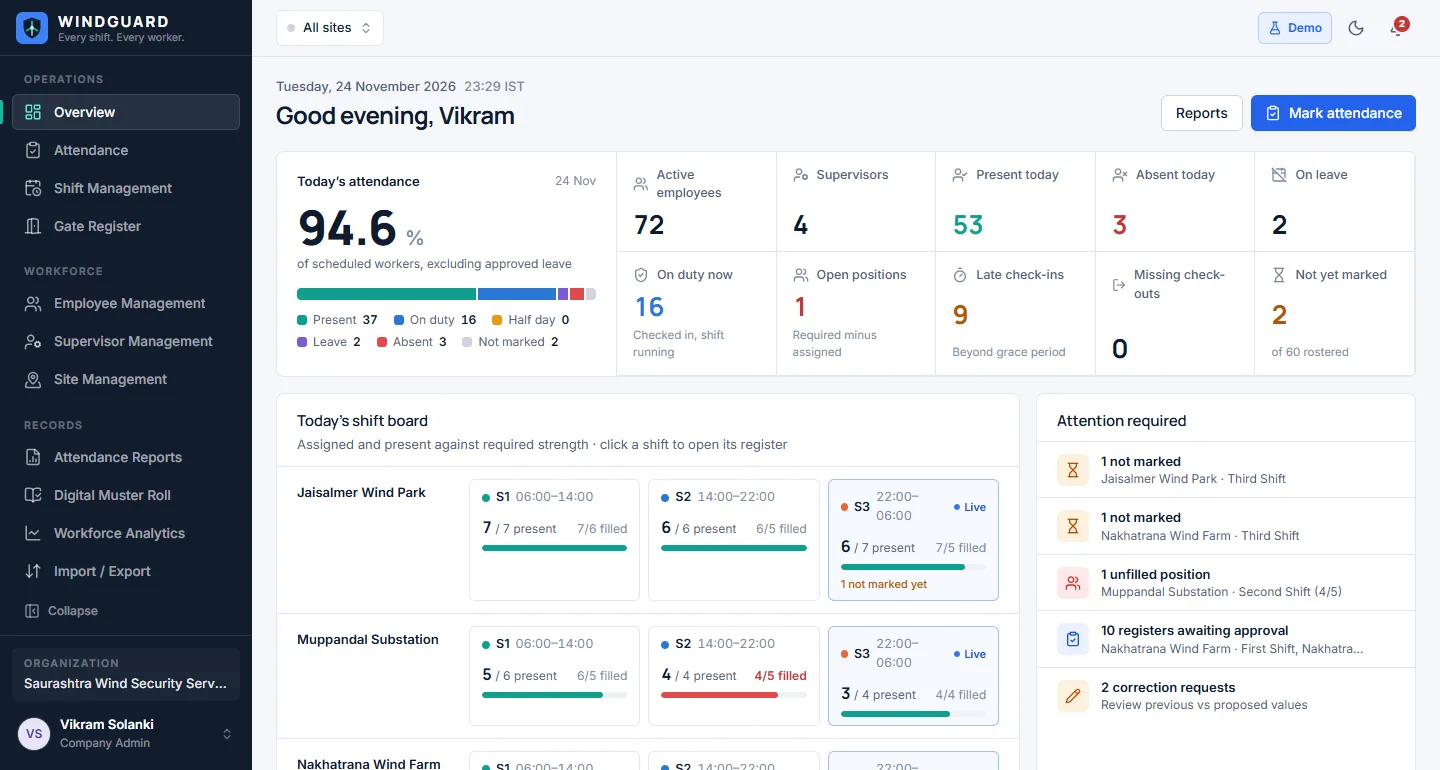 WINDGUARD
Every shift. Every worker.
OPERATIONS
Overview
Attendance
Shift Management
Gate Register
WORKFORCE
Employee Management
Supervisor Management
Site Management
RECORDS
Attendance Reports
Digital Muster Roll
Workforce Analytics
Import / Export
Collapse
ORGANIZATION
Saurashtra Wind Security Serv...
VS
Vikram Solanki
Company Admin
All sites
Demo
2
Tuesday, 24 November 2026 23:29 IST
Good evening, Vikram
Reports
Mark attendance
Today's attendance
24 Nov
94.6 %
of scheduled workers, excluding approved leave
Present 37 On duty 16 Half day 0
Leave 2 Absent 3 Not marked 2
Active
employees
72
Supervisors
4
Present today
53
Absent today
3
On leave
2
On duty now
16
Checked in, shift
running
Open positions
1
Required minus
assigned
Late check-ins
9
Beyond grace period
Missing check-
outs
0
Not yet marked
2
of 60 rostered
Today's shift board
Assigned and present against required strength · click a shift to open its register
Jaisalmer Wind Park
S1 06:00–14:00
7 / 7 present 7/6 filled
S2 14:00–22:00
6 / 6 present 6/5 filled
S3 22:00–
06:00
Live
6 / 7 present 7/5 filled
1 not marked yet
Muppandal Substation
S1 06:00–14:00
5 / 6 present 6/5 filled
S2 14:00–22:00
4 / 4 present 4/5 filled
S3 22:00–
06:00
Live
3 / 4 present 4/4 filled
Nakhatrana Wind Farm
S1 06:00–14:00
S2 14:00–22:00
22:00–
Attention required
1 not marked
Jaisalmer Wind Park · Third Shift
1 not marked
Nakhatrana Wind Farm · Third Shift
1 unfilled position
Muppandal Substation · Second Shift (4/5)
10 registers awaiting approval
Nakhatrana Wind Farm · First Shift, Nakhatra...
2 correction requests
Review previous vs proposed values